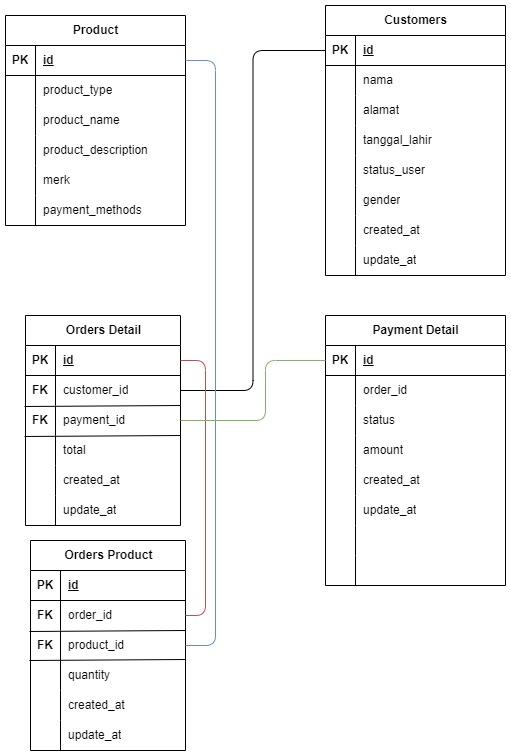 Product
PK id
product_type
product_name
product_description
merk
payment_methods
Customers
PK id
nama
alamat
tanggal_lahir
status_user
gender
created_at
update_at
Orders Detail
PK id
FK customer_id
FK payment_id
total
created_at
update_at
Payment Detail
PK id
order_id
status
amount
created_at
update_at
Orders Product
PK id
FK order_id
FK product_id
quantity
created_at
update_at